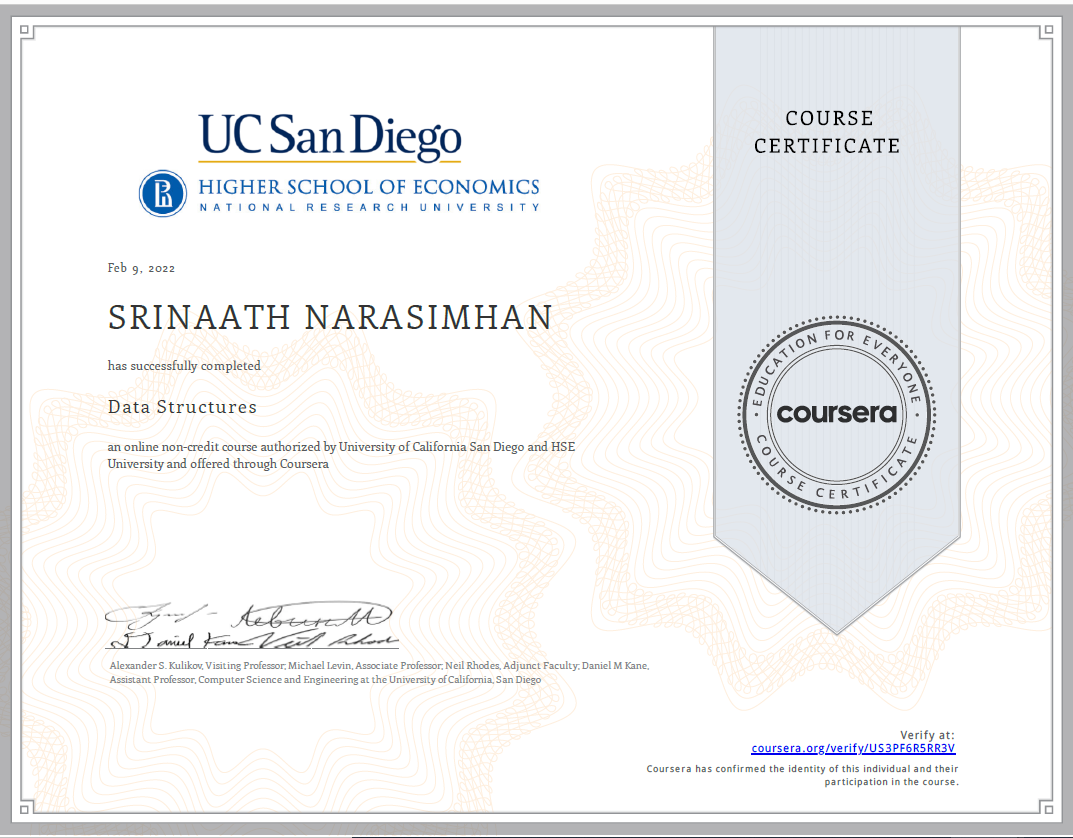 UC San Diego
HIGHER SCHOOL OF ECONOMICS
NATIONAL RESEARCH UNIVERSITY
COURSE
CERTIFICATE
Feb 9, 2022
SRINAATH NARASIMHAN
has successfully completed
Data Structures
an online non-credit course authorized by University of California San Diego and HSE
University and offered through Coursera
EDUCATION FOR EVERYONE
coursera
COURSE CERTIFICATE
Alexander S. Kulikov, Visiting Professor; Michael Levin, Associate Professor; Neil Rhodes, Adjunct Faculty; Daniel M Kane,
Assistant Professor, Computer Science and Engineering at the University of California, San Diego
Verify at:
coursera.org/verify/US3PF6R5RR3V
Coursera has confirmed the identity of this individual and their
participation in the course.